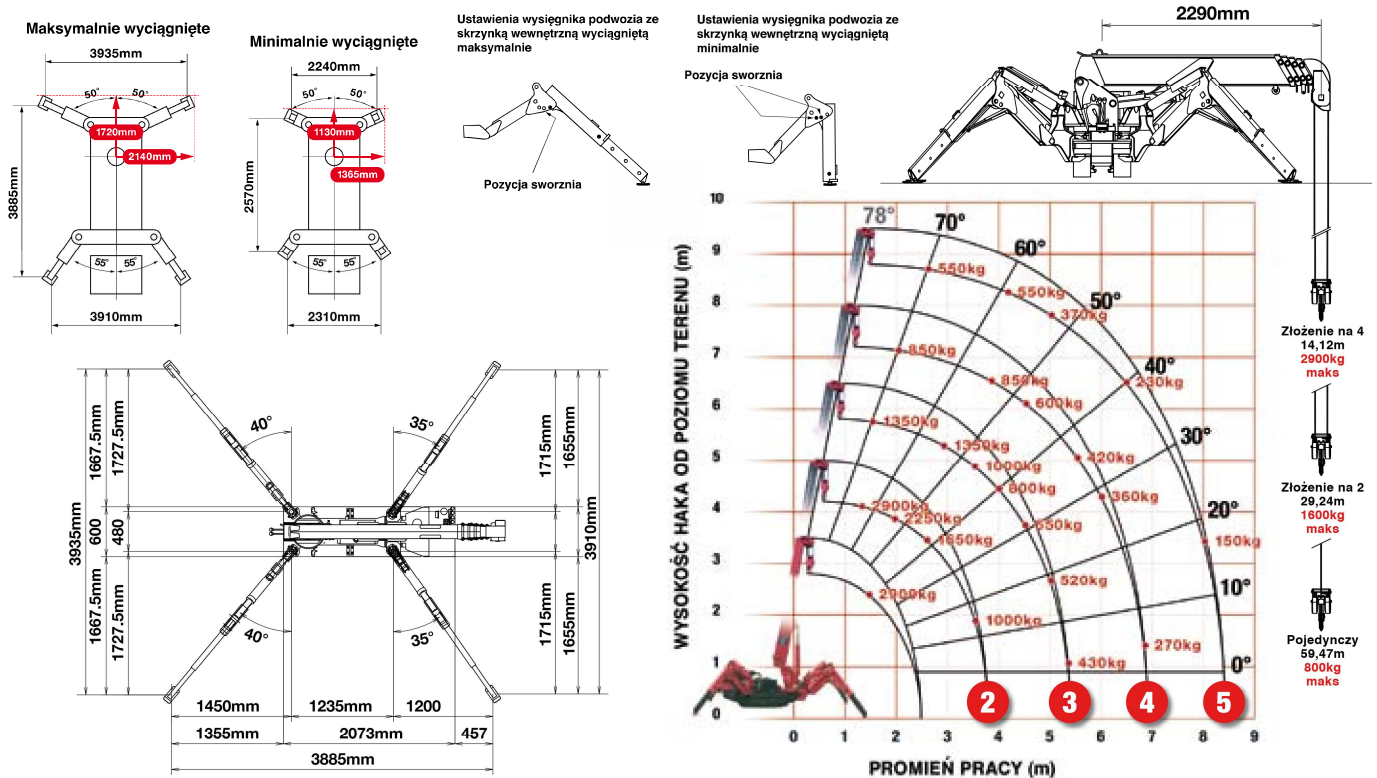 Maksymalnie wyciągnięte
3935mm
50°
50°
1720mm
2140mm
3885mm
55°
55°
3910mm
Minimalnie wyciągnięte
2240mm
50°
50°
1130mm
1365mm
2570mm
55°
55°
2310mm
Ustawienia wysięgnika podwozia ze
skrzynką wewnętrzną wyciągniętą
maksymalnie
Pozycja sworznia
Ustawienia wysięgnika podwozia ze
skrzynką wewnętrzną wyciągniętą
minimalnie
Pozycja sworznia
2290mm
3935mm
1667.5mm
600
1667.5mm
1727.5mm
480
1727.5mm
40°
35°
40°
35°
1715mm
1715mm
1655mm
1655mm
3910mm
1450mm
1235mm
1200
1355mm
2073mm
457
3885mm
WYSOKOŚĆ HAKA OD POZIOMU TERENU (m)
10
9
8
7
6
5
4
3
2
1
0
78°
70°
60°
50°
40°
30°
20°
10°
0°
550kg
550kg
370kg
230kg
150kg
850kg
850kg
600kg
420kg
360kg
270kg
1350kg
1350kg
1000kg
800kg
650kg
520kg
430kg
2900kg
2250kg
1650kg
1000kg
2900kg
2
3
4
5
0
1
2
3
4
5
6
7
8
9
PROMIEŃ PRACY (m)
Złożenie na 4
14,12m
2900kg
maks
Złożenie na 2
29,24m
1600kg
maks
Pojedynczy
59,47m
800kg
maks